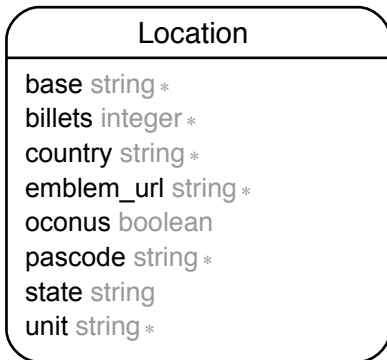 Location
base string *
billets integer *
country string *
emblem_url string *
oconus boolean
pascode string *
state string
unit string *